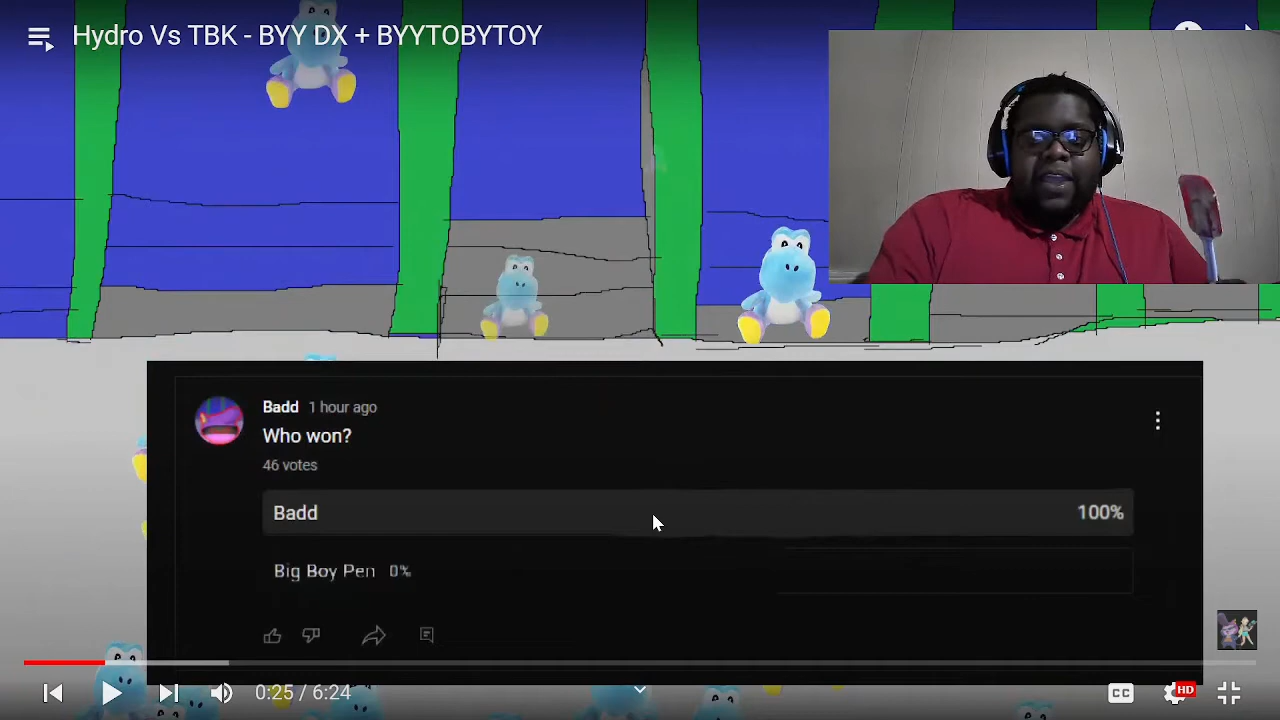 Hydro Vs TBK - BYY DX + BYYTOBYTOY
Badd 1 hour ago
Who won?
46 votes
Badd 100%
Big Boy Pen 0%
0:25 / 6:24
CC
HD